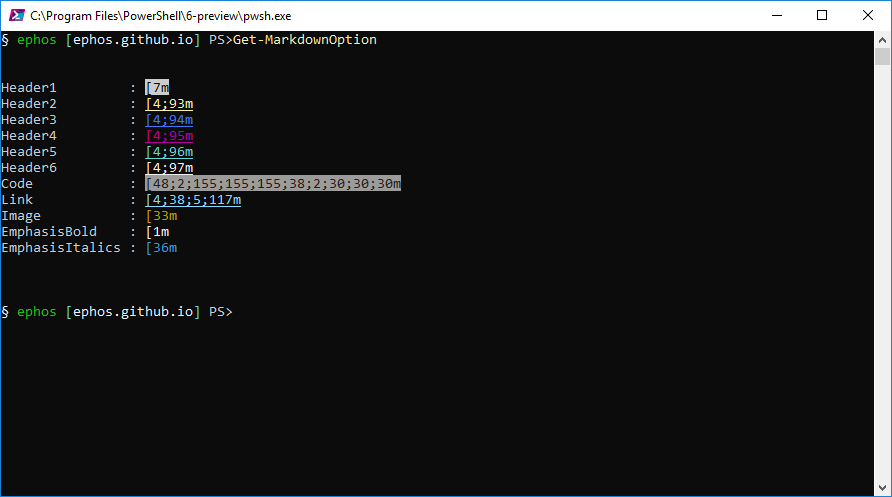 C:\Program Files\PowerShell\6-preview\pwsh.exe
§ ephos [ephos.github.io] PS>Get-MarkdownOption
Header1         : [7m
Header2         : [4;93m
Header3         : [4;94m
Header4         : [4;95m
Header5         : [4;96m
Header6         : [4;97m
Code            : [48;2;155;155;155;38;2;30;30;30m
Link            : [4;38;5;117m
Image           : [33m
EmphasisBold    : [1m
EmphasisItalics : [36m
§ ephos [ephos.github.io] PS>